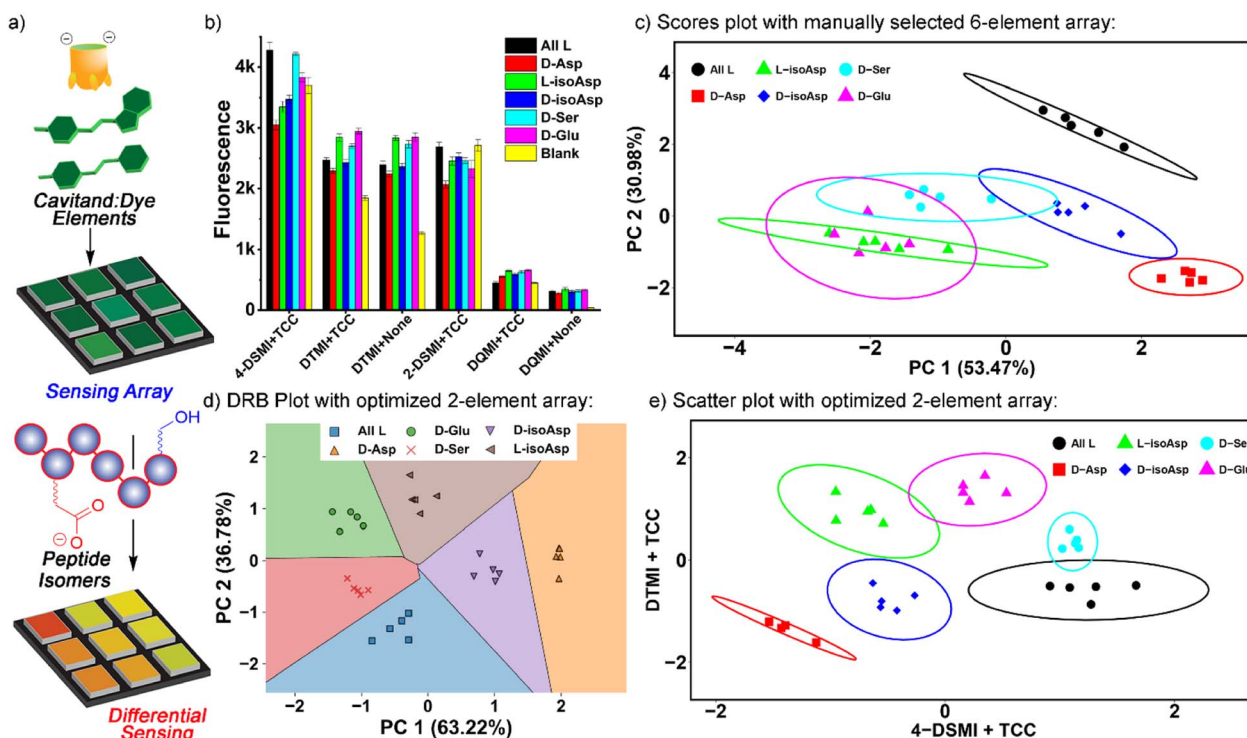 a)
Cavitand:Dye
Elements
Sensing Array
OH
O
⊖
O
Peptide
Isomers
Differential
Sensing
b)
Fluorescence
4k
3k
2k
1k
0
All L
D-Asp
L-isoAsp
D-isoAsp
D-Ser
D-Glu
Blank
4-DSMI+TCC
DTMI+TCC
DTMI+None
2-DSMI+TCC
DQMI+TCC
DQMI+None
c) Scores plot with manually selected 6-element array:
All L
L−isoAsp
D−Ser
D−Asp
D−isoAsp
D−Glu
PC 2 (30.98%)
4
2
0
−2
−4
−2
0
2
PC 1 (53.47%)
d) DRB Plot with optimized 2-element array:
All L
D-Glu
D-isoAsp
D-Asp
D-Ser
L-isoAsp
PC 2 (36.78%)
2
1
0
−1
−2
−2
−1
0
1
2
PC 1 (63.22%)
e) Scatter plot with optimized 2-element array:
All L
L−isoAsp
D−Se
D−Asp
D−isoAsp
D−Glu
DTMI + TCC
2
0
−2
−2
0
2
4−DSMI + TCC